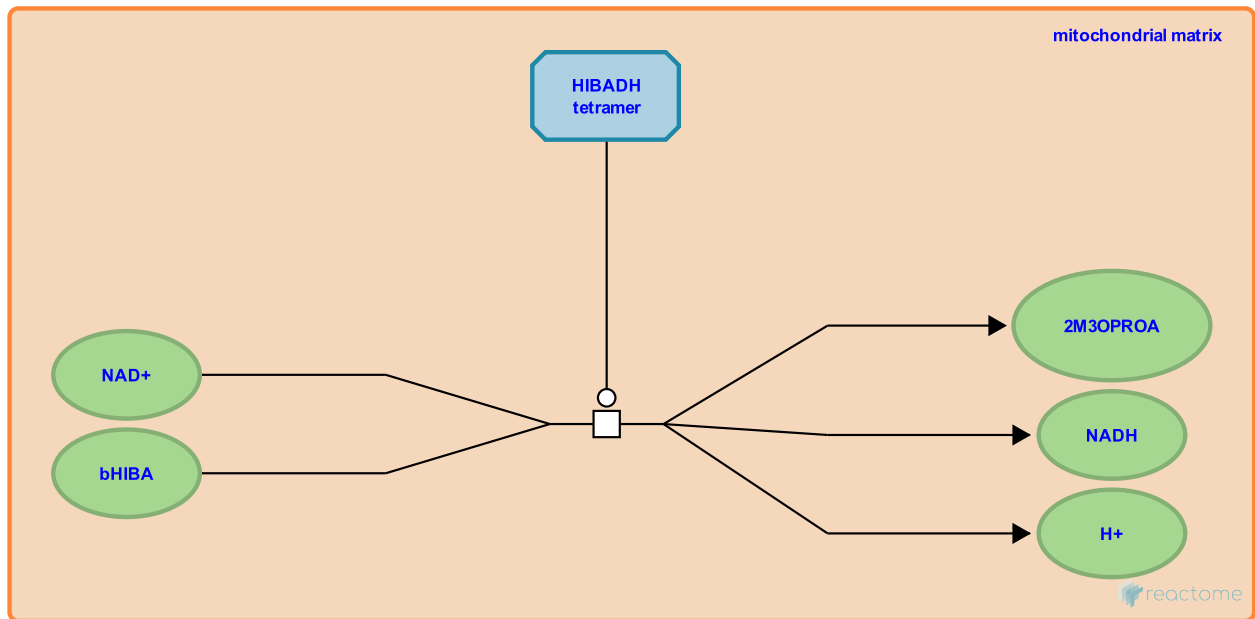 mitochondrial matrix
HIBADH
tetramer
2M3OPROA
NAD+
NADH
bHIBA
H+
reactome